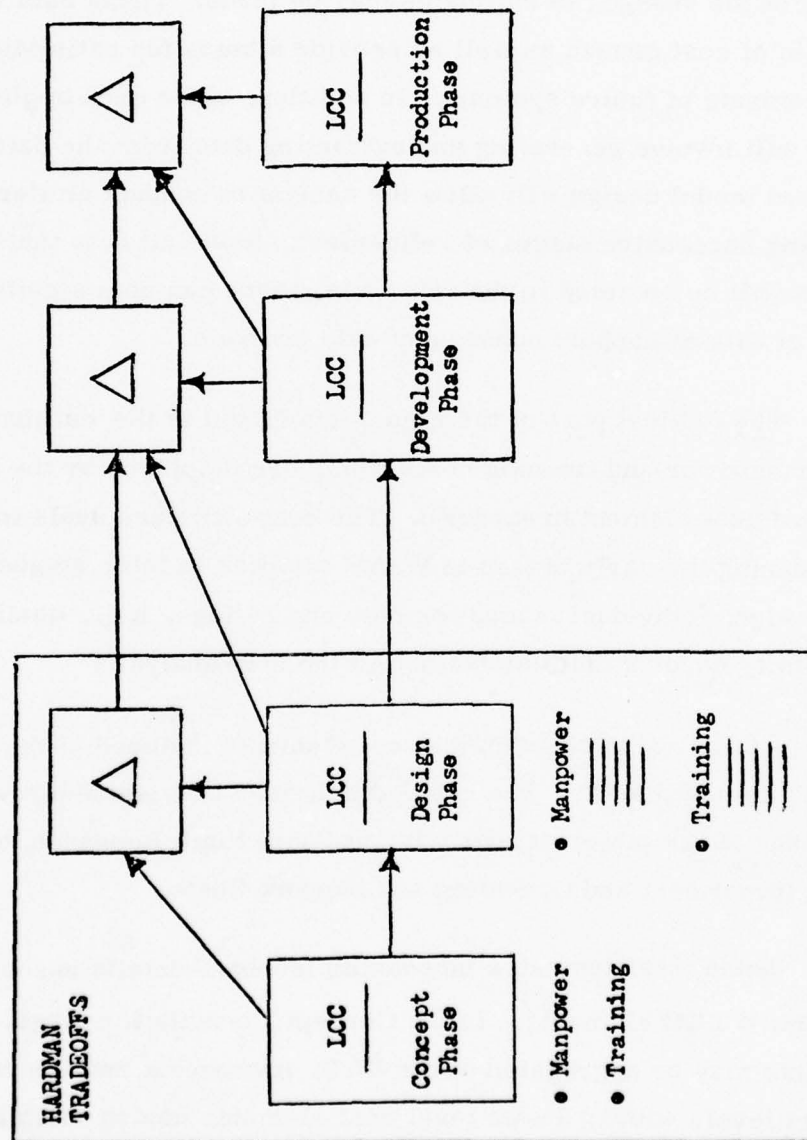 HARDMAN
TRADEOFFS
Δ
Δ
Δ
LCC
Concept
Phase
LCC
Design
Phase
LCC
Development
Phase
LCC
Production
Phase
• Manpower
• Training
• Manpower
• Training